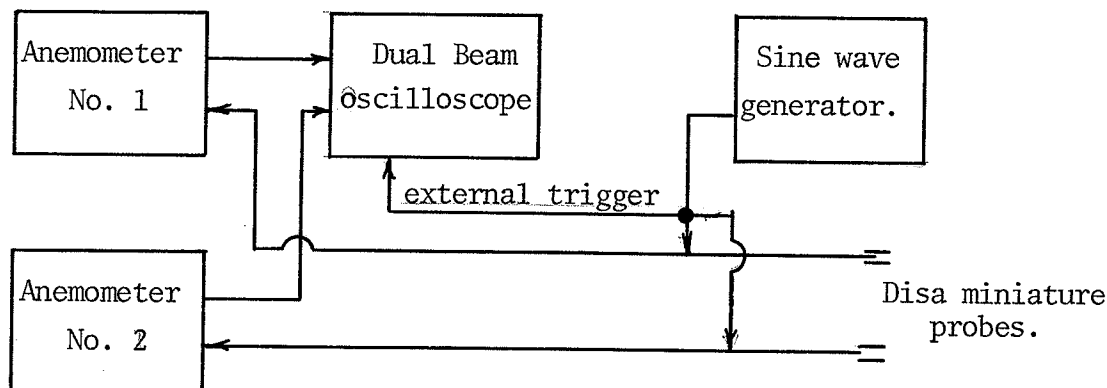 Anemometer
No. 1
Dual Beam
oscilloscope
Sine wave
generator.
external trigger
Anemometer
No. 2
Disa miniature
probes.